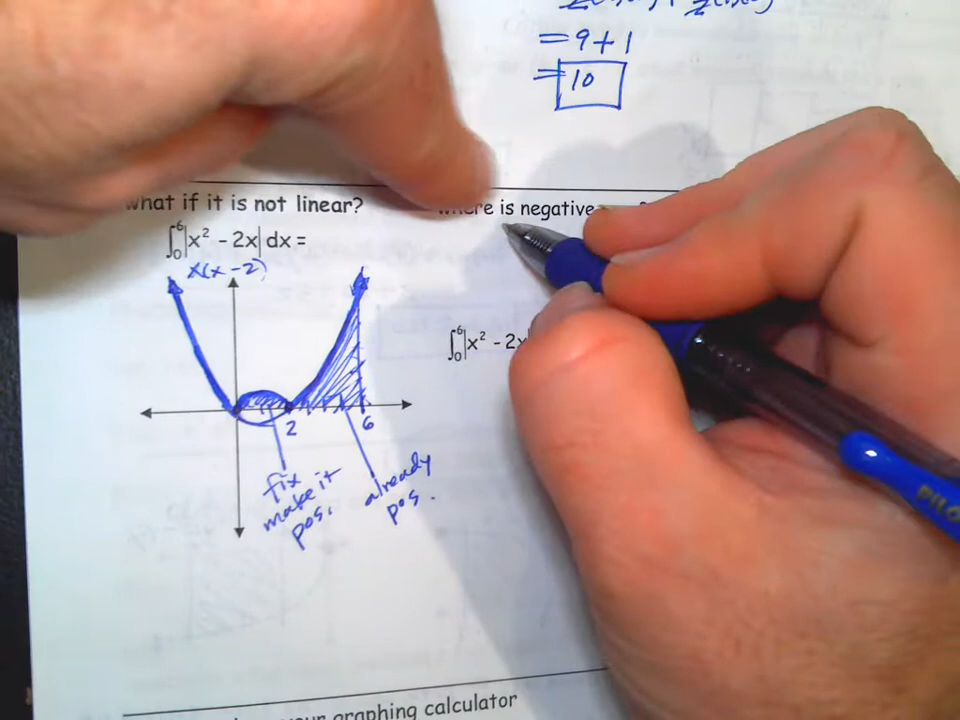 = 9 + 1
= 10
what if it is not linear?
is negative
∫₀⁶|x² - 2x| dx =
x(x - 2)
∫₀⁶|x² - 2x
2
6
fix
make it
pos.
already
pos.
your graphing calculator
PILO